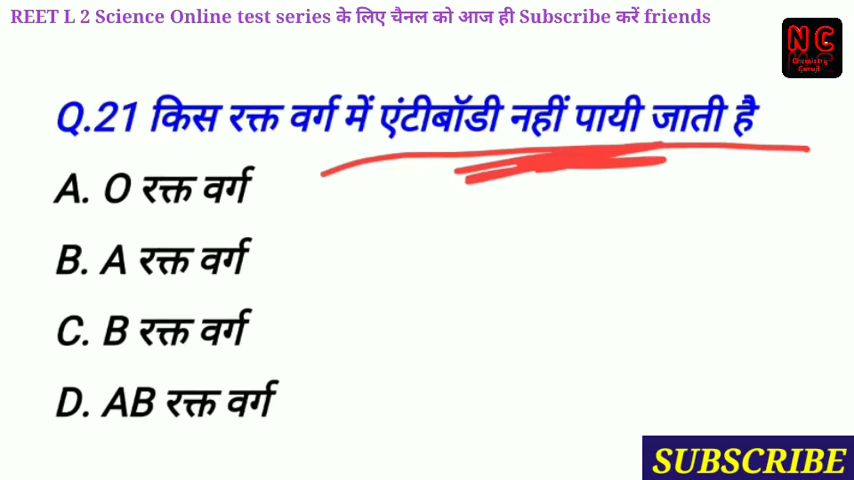 REET L 2 Science Online test series के लिए चैनल को आज ही Subscribe करें friends
NC
Chemistry
Q.21 किस रक्त वर्ग में एंटीबॉडी नहीं पायी जाती है
A. O रक्त वर्ग
B. A रक्त वर्ग
C. B रक्त वर्ग
D. AB रक्त वर्ग
SUBSCRIBE